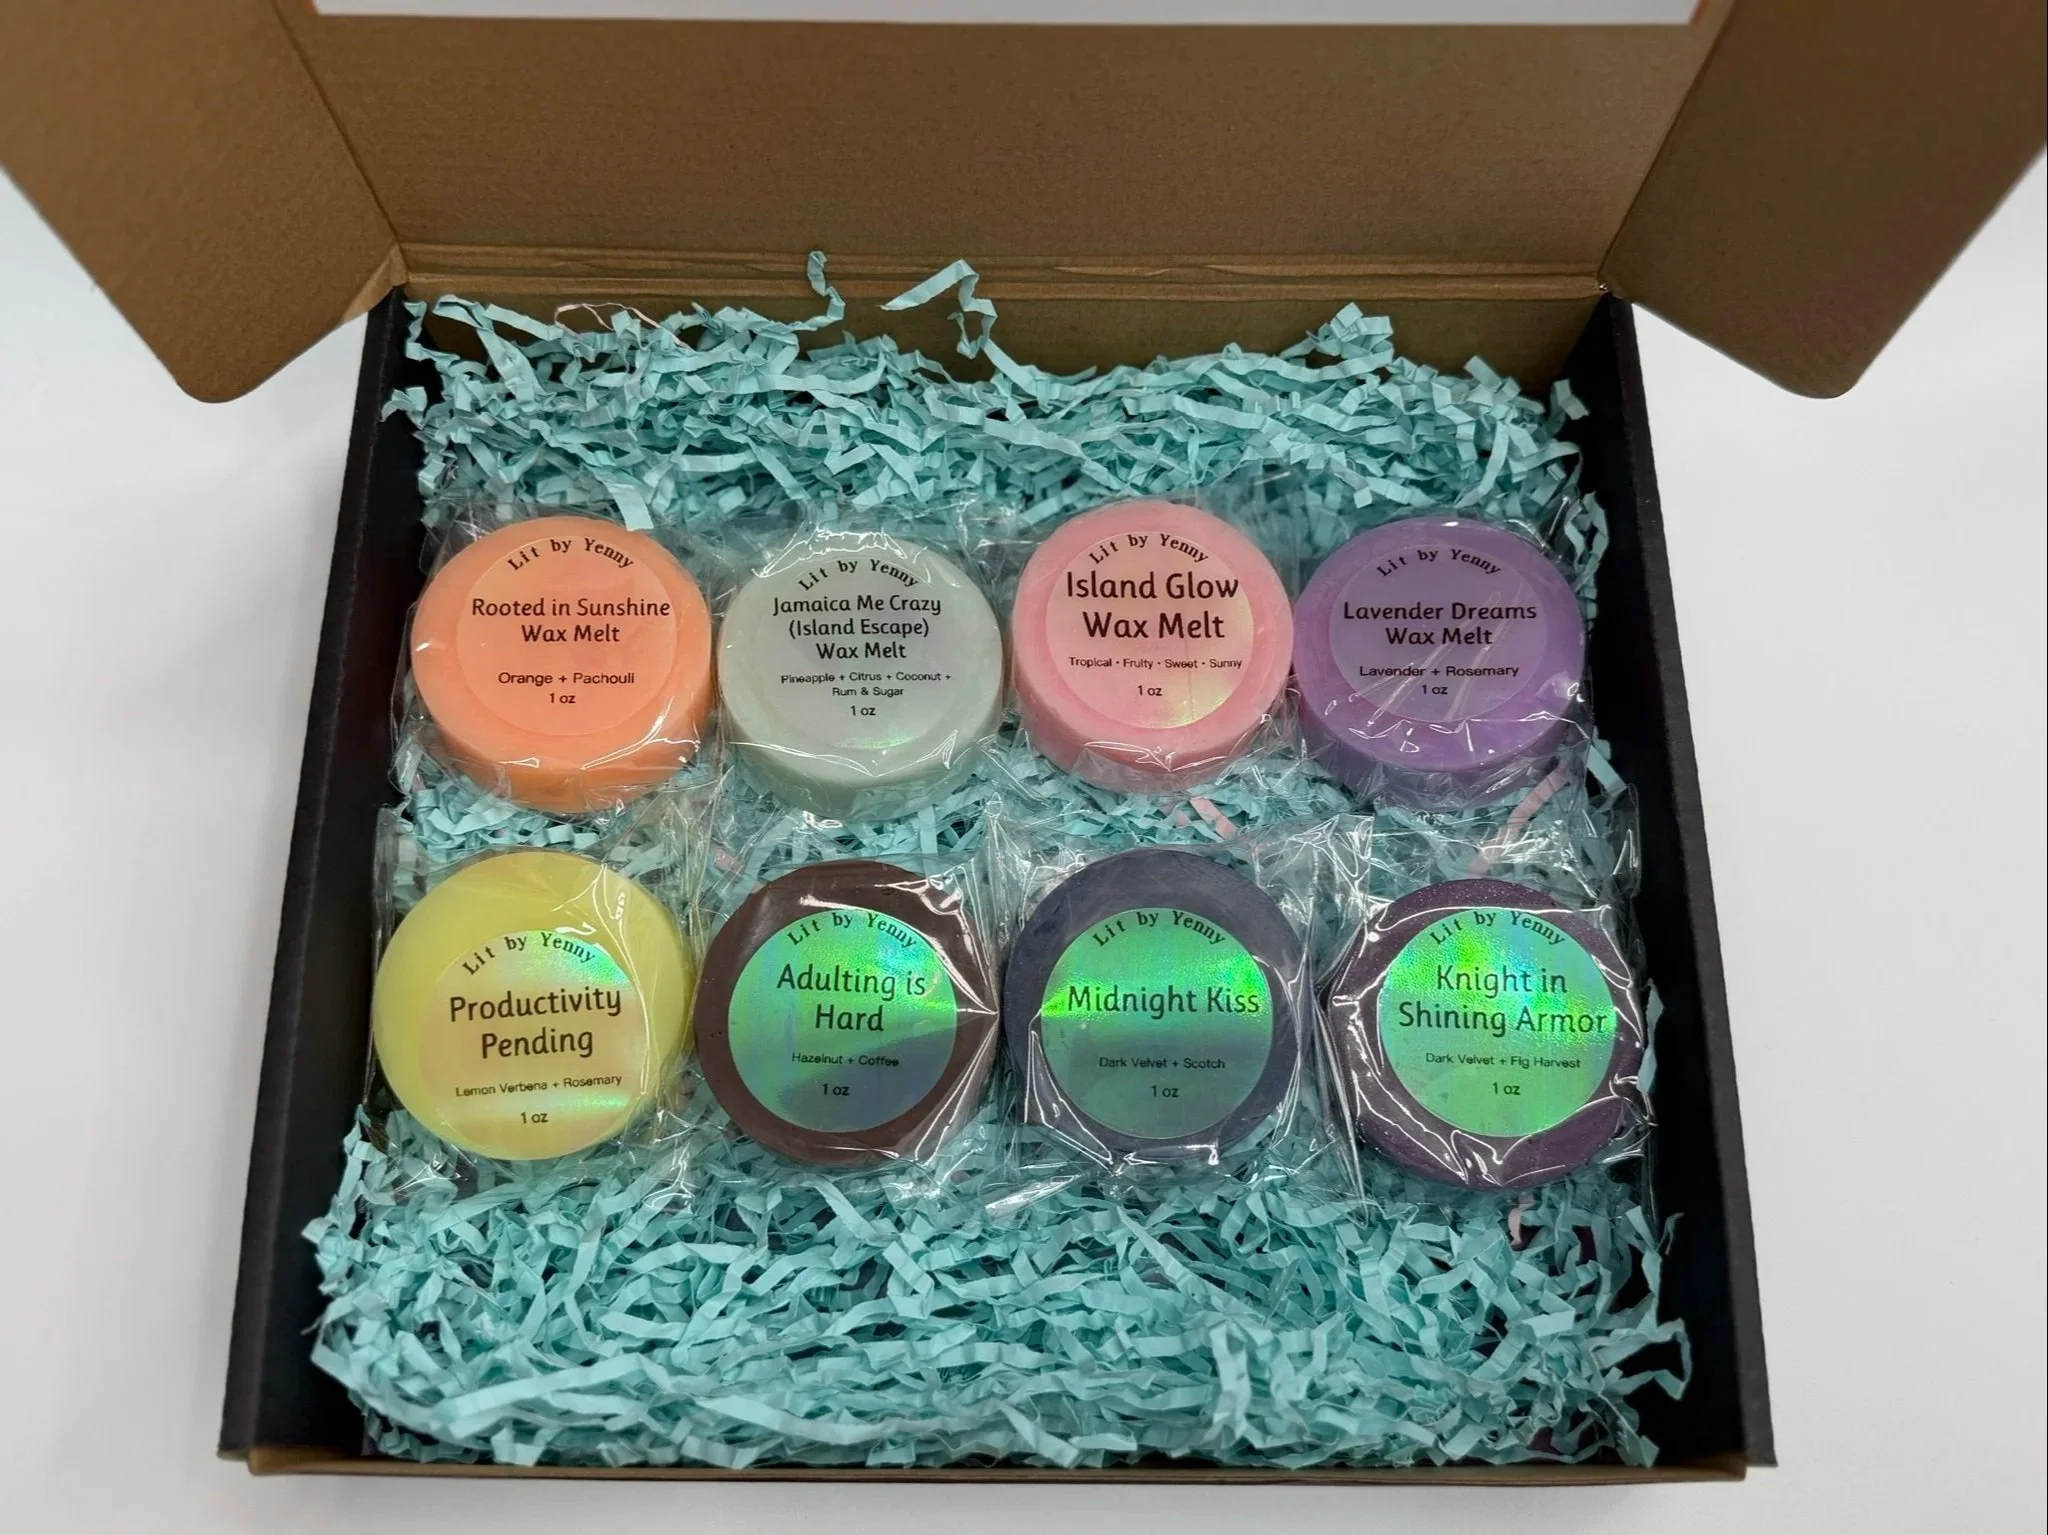 Lit by Yenny
Rooted in Sunshine
Wax Melt
Orange + Pachouli
1 oz
Lit by Yenny
Jamaica Me Crazy
(Island Escape)
Wax Melt
Pineapple + Citrus + Coconut +
Rum & Sugar
1 oz
Lit by Yenny
Island Glow
Wax Melt
Tropical • Fruity • Sweet • Sunny
1 oz
Lit by Yenny
Lavender Dreams
Wax Melt
Lavender + Rosemary
1 oz
Lit by Yenny
Productivity
Pending
Lemon Verbena + Rosemary
1 oz
Lit by Yenny
Adulting is
Hard
Hazelnut + Coffee
1 oz
Lit by Yenny
Midnight Kiss
Dark Velvet + Scotch
1 oz
Lit by Yenny
Knight in
Shining Armor
Dark Velvet + Fig Harvest
1 oz